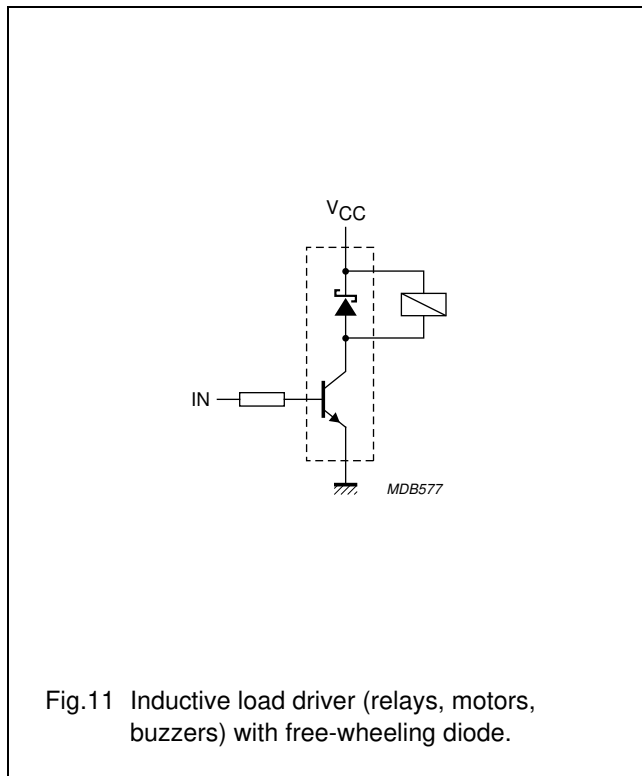 VCC
IN
MDB577
Fig.11 Inductive load driver (relays, motors,
buzzers) with free-wheeling diode.